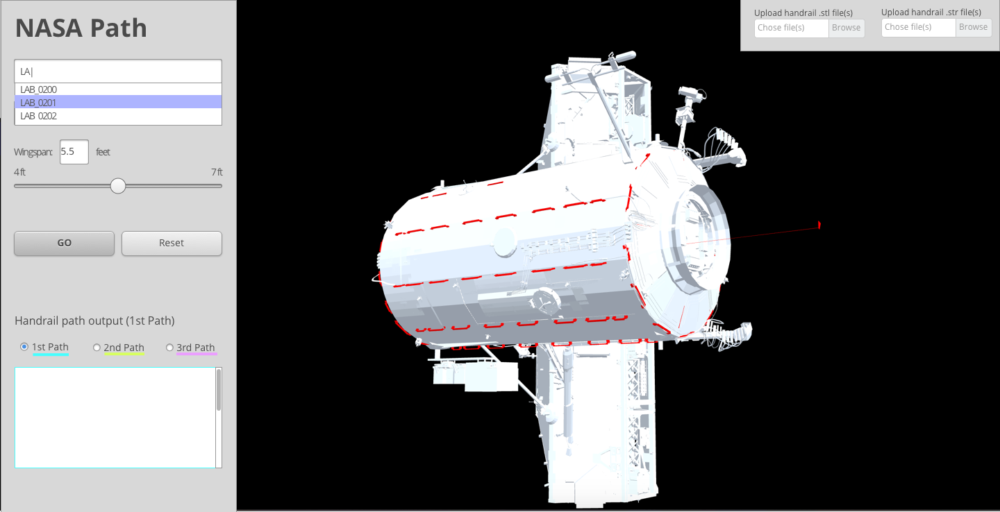 NASA Path
LA|
LAB_0200
LAB_0201
LAB_0202
Wingspan: 5.5 feet
4ft 7ft
GO Reset
Handrail path output (1st Path)
1st Path 2nd Path 3rd Path
Upload handrail .stl file(s) Upload handrail .str file(s)
Chose file(s) Browse Chose file(s) Browse